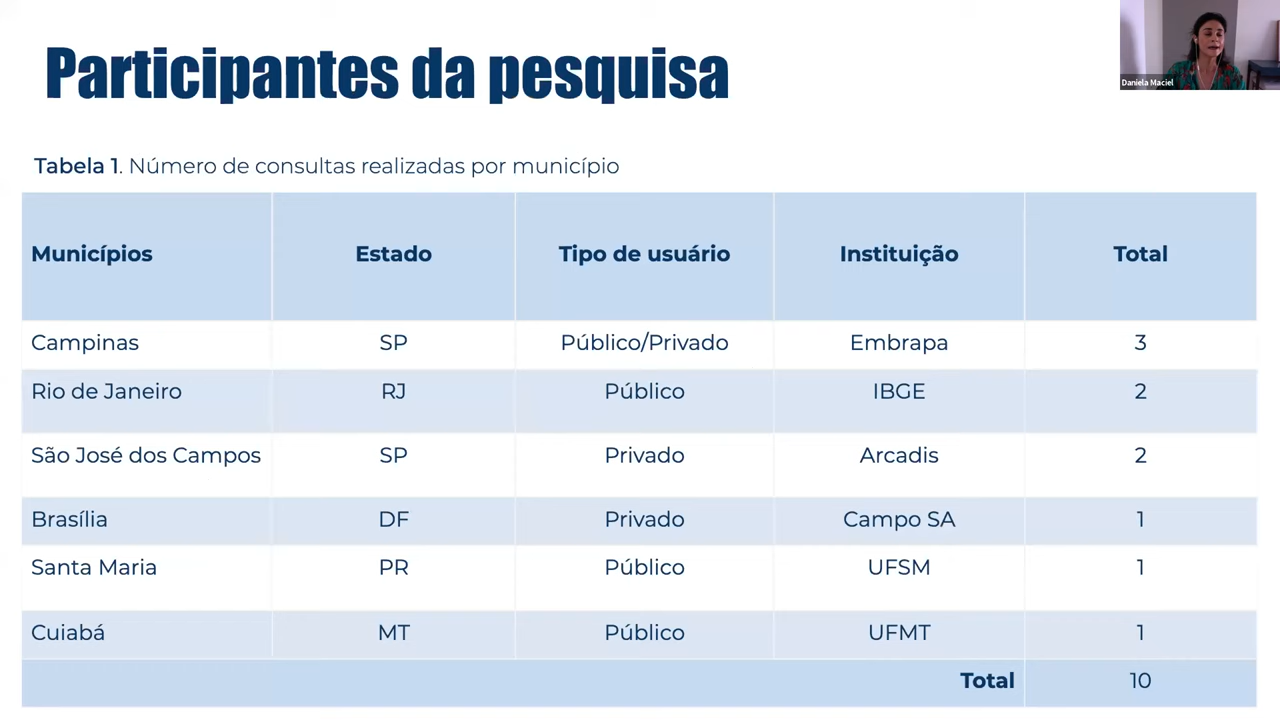 Participantes da pesquisa
Daniela Maciel
Tabela 1. Número de consultas realizadas por município
Municípios Estado Tipo de usuário Instituição Total
Campinas SP Público/Privado Embrapa 3
Rio de Janeiro RJ Público IBGE 2
São José dos Campos SP Privado Arcadis 2
Brasília DF Privado Campo SA 1
Santa Maria PR Público UFSM 1
Cuiabá MT Público UFMT 1
Total 10